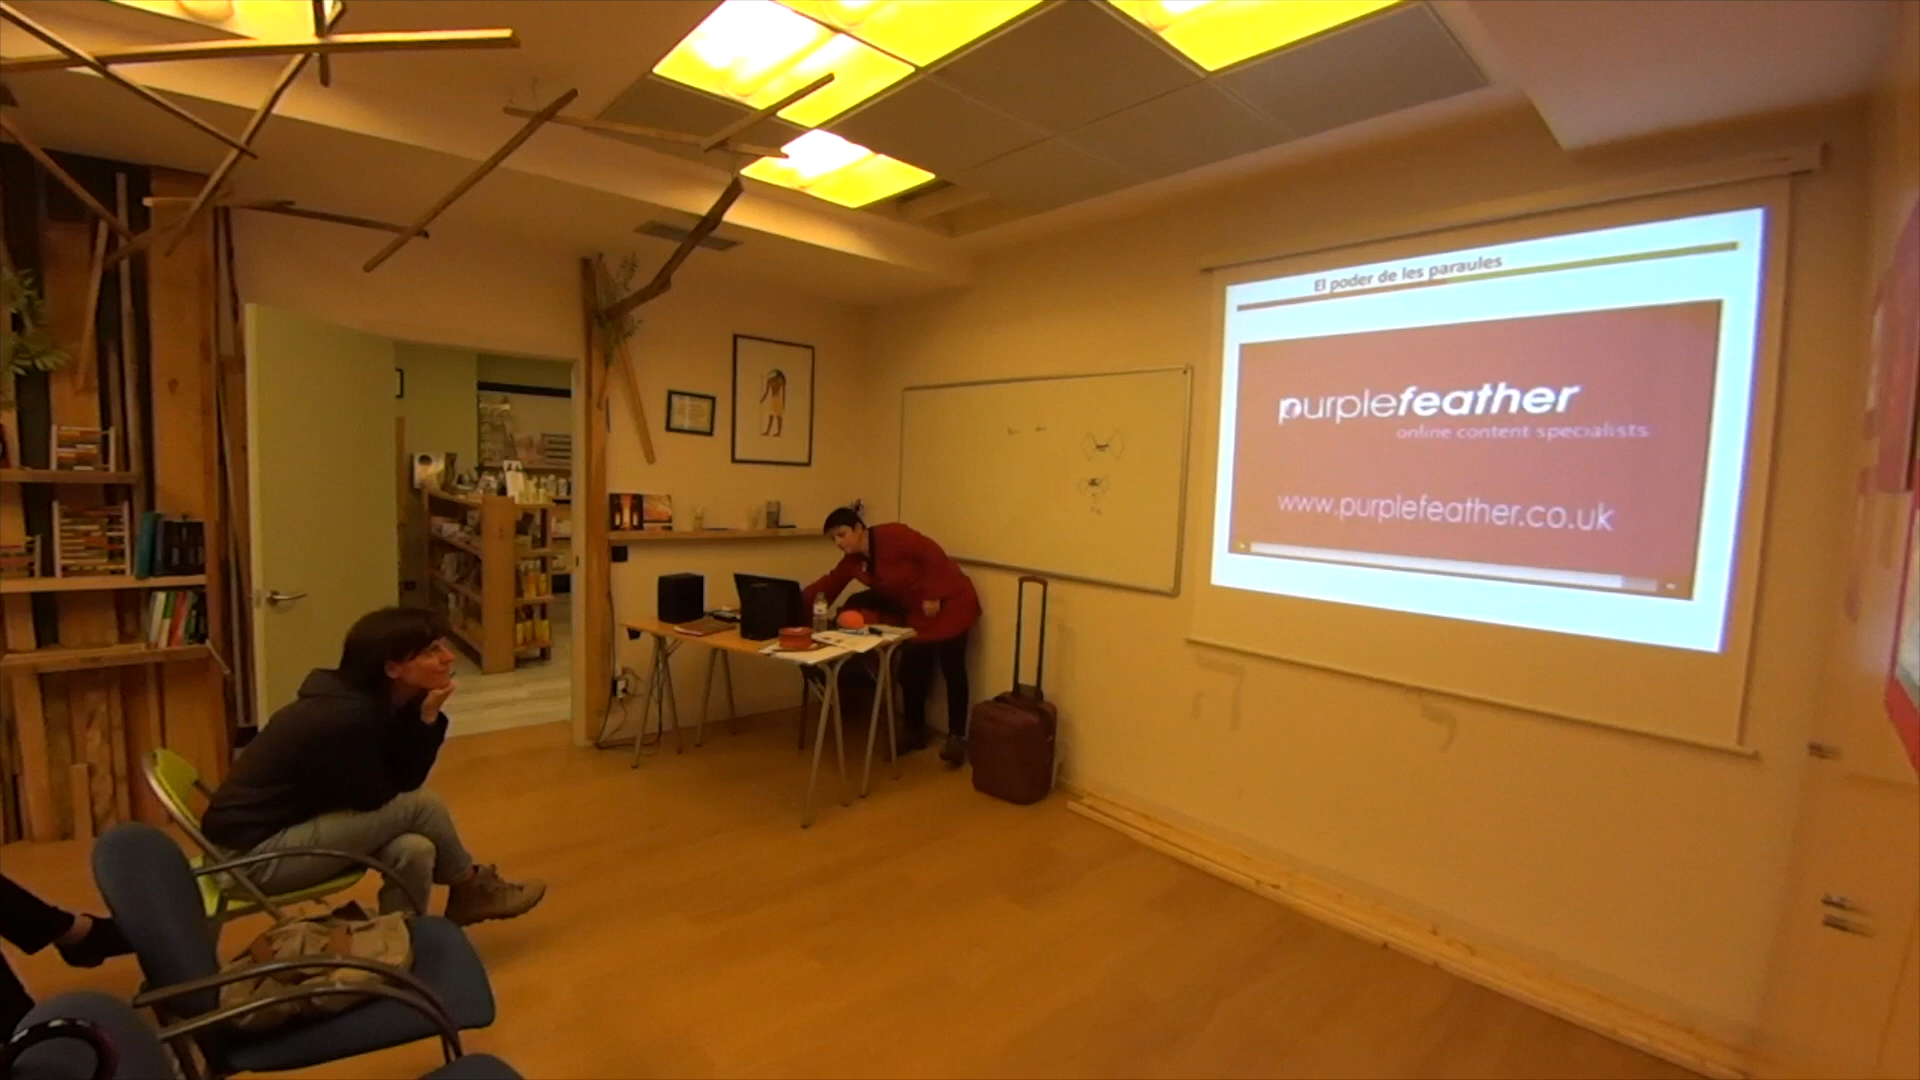 El poder de les paraules
purplefeather
online content specialists
www.purplefeather.co.uk